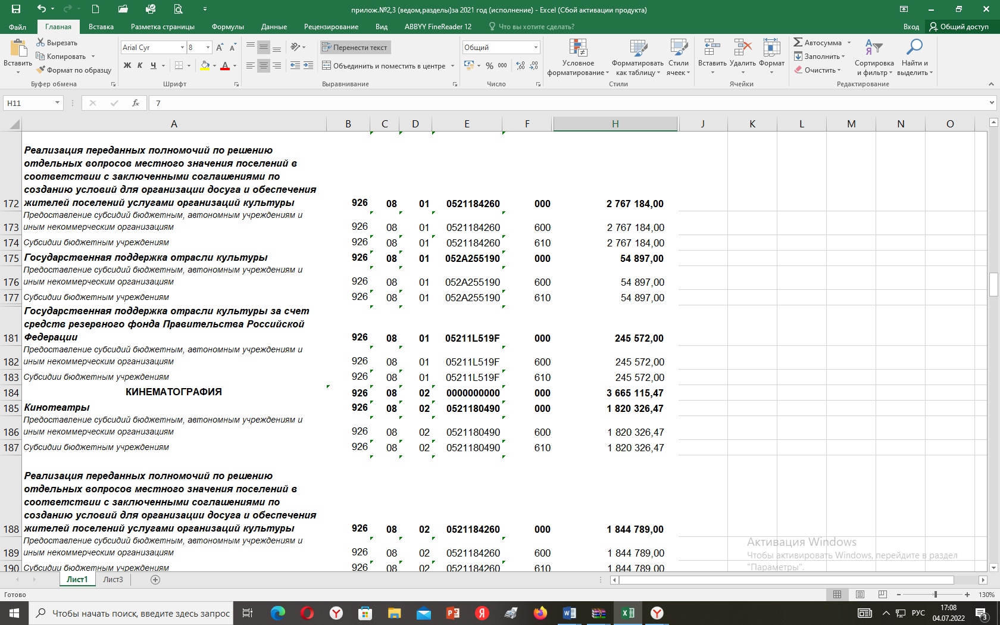 прилож.№2,3 (ведом,разделы)за 2021 год (исполнение) - Excel (Сбой активации продукта)
Файл Главная Вставка Разметка страницы Формулы Данные Рецензирование Вид ABBYY FineReader 12 Что вы хотите сделать? Вход Общий доступ
Вставить
Вырезать
Копировать
Формат по образцу
Буфер обмена
Arial Cyr 8
Ж К Ч А
Шрифт
Перенести текст
Объединить и поместить в центре
Выравнивание
Общий
% 000
Число
Условное форматирование
Форматировать как таблицу
Стили ячеек
Стили
Вставить Удалить Формат
Ячейки
Автосумма
Заполнить
Очистить
Сортировка и фильтр
Найти и выделить
Редактирование
H11 fx 7
A B C D E F H J K L M N O
Реализация переданных полномочий по решению
отдельных вопросов местного значения поселений в
соответствии с заключенными соглашениями по
созданию условий для организации досуга и обеспечения
172 жителей поселений услугами организаций культуры 926 08 01 0521184260 000 2 767 184,00
Предоставление субсидий бюджетным, автономным учреждениям и
173 иным некоммерческим организациям 926 08 01 0521184260 600 2 767 184,00
174 Субсидии бюджетным учреждениям 926 08 01 0521184260 610 2 767 184,00
175 Государственная поддержка отрасли культуры 926 08 01 052A255190 000 54 897,00
Предоставление субсидий бюджетным, автономным учреждениям и
176 иным некоммерческим организациям 926 08 01 052A255190 600 54 897,00
177 Субсидии бюджетным учреждениям 926 08 01 052A255190 610 54 897,00
Государственная поддержка отрасли культуры за счет
средств резервного фонда Правительства Российской
181 Федерации 926 08 01 05211L519F 000 245 572,00
Предоставление субсидий бюджетным, автономным учреждениям и
182 иным некоммерческим организациям 926 08 01 05211L519F 600 245 572,00
183 Субсидии бюджетным учреждениям 926 08 01 05211L519F 610 245 572,00
184 КИНЕМАТОГРАФИЯ 926 08 02 0000000000 000 3 665 115,47
185 Кинотеатры 926 08 02 0521180490 000 1 820 326,47
Предоставление субсидий бюджетным, автономным учреждениям и
186 иным некоммерческим организациям 926 08 02 0521180490 600 1 820 326,47
187 Субсидии бюджетным учреждениям 926 08 02 0521180490 610 1 820 326,47
Реализация переданных полномочий по решению
отдельных вопросов местного значения поселений в
соответствии с заключенными соглашениями по
созданию условий для организации досуга и обеспечения
188 жителей поселений услугами организаций культуры 926 08 02 0521184260 000 1 844 789,00
Предоставление субсидий бюджетным, автономным учреждениям и
189 иным некоммерческим организациям 926 08 02 0521184260 600 1 844 789,00
190 Субсидии бюджетным учреждениям 926 08 02 0521184260 610 1 844 789,00
Активация Windows
Чтобы активировать Windows, перейдите в раздел
"Параметры".
Лист1 Лист3
Готово 130%
Чтобы начать поиск, введите здесь запрос
РУС
17:08
04.07.2022
3